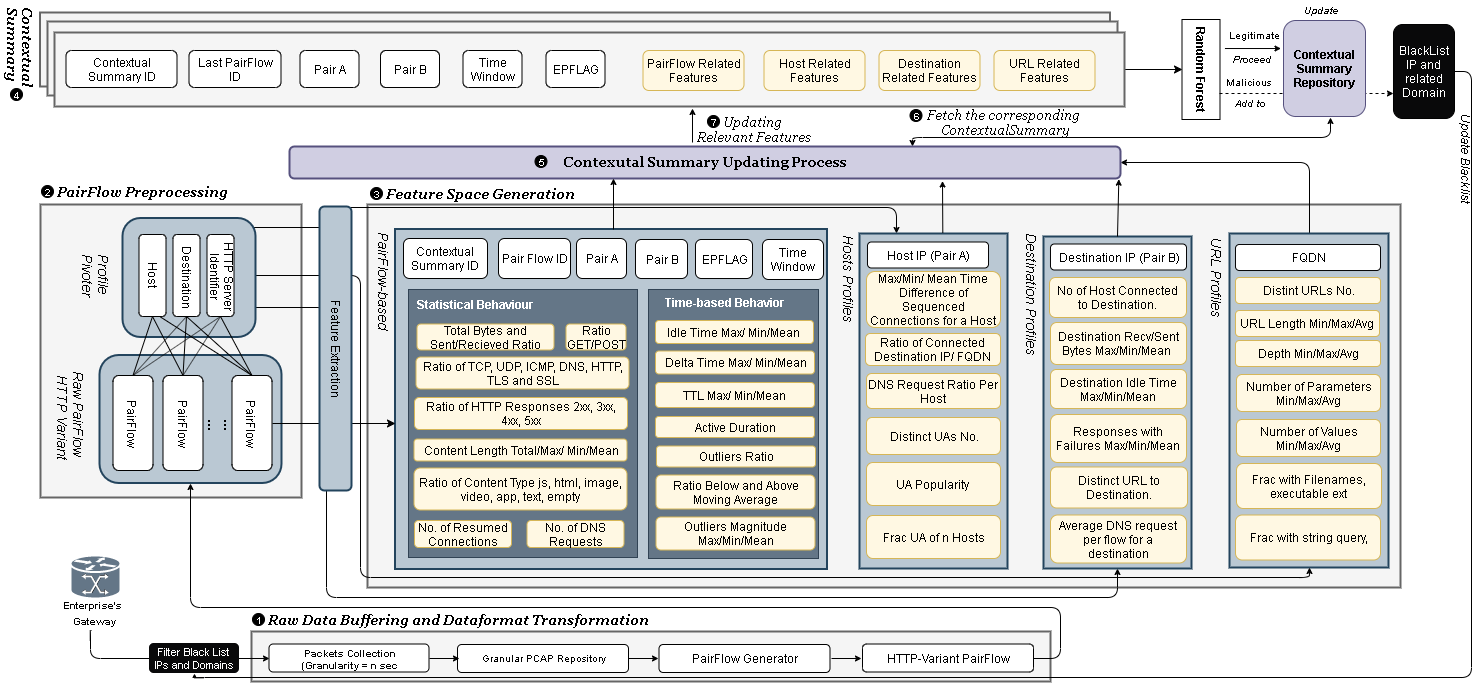 Contextual
Summary
❹
Contextual
Summary ID
Last PairFlow
ID
Pair A
Pair B
Time
Window
EPFLAG
PairFlow Related
Features
Host Related
Features
Destination
Related Features
URL Related
Features
Random Forest
Legitimate
Proceed
Malicious
Add to
Update
Contextual
Summary
Repository
BlackList
IP and
related
Domain
Update Blacklist
❼ Updating
Relevant Features
❻ Fetch the corresponding
ContextualSummary
❺ Contexutal Summary Updating Process
❷ PairFlow Preprocessing
Profile
Pivoter
Host
Destination
HTTP Server
Identifier
Raw PairFlow
HTTP Variant
PairFlow
PairFlow
... ...
PairFlow
Feature Extraction
❸ Feature Space Generation
PairFlow-based
Contextual
Summary ID
Pair Flow ID
Pair A
Pair B
EPFLAG
Time
Window
Statistical Behaviour
Total Bytes and
Sent/Recieved Ratio
Ratio
GET/POST
Ratio of TCP, UDP, ICMP, DNS, HTTP,
TLS and SSL
Ratio of HTTP Responses 2xx, 3xx,
4xx, 5xx
Content Length Total/Max/ Min/Mean
Ratio of Content Type js, html, image,
video, app, text, empty
No. of Resumed
Connections
No. of DNS
Requests
Time-based Behavior
Idle Time Max/ Min/Mean
Delta Time Max/ Min/Mean
TTL Max/ Min/Mean
Active Duration
Outliers Ratio
Ratio Below and Above
Moving Average
Outliers Magnitude
Max/Min/Mean
Hosts Profiles
Host IP (Pair A)
Max/Min/ Mean Time
Difference of
Sequenced
Connections for a Host
Ratio of Connected
Destination IP/ FQDN
DNS Request Ratio Per
Host
Distinct UAs No.
UA Popularity
Frac UA of n Hosts
Destination Profiles
Destination IP (Pair B)
No of Host Connected
to Destination.
Destination Recv/Sent
Bytes Max/Min/Mean
Destination Idle Time
Max/Min/Mean
Responses with
Failures Max/Min/Mean
Distinct URL to
Destination.
Average DNS request
per flow for a
destination
URL Profiles
FQDN
Distint URLs No.
URL Length Min/Max/Avg
Depth Min/Max/Avg
Number of Parameters
Min/Max/Avg
Number of Values
Min/Max/Avg
Frac with Filenames,
executable ext
Frac with string query,
Enterprise's
Gateway
Filter Black List
IPs and Domains
❶ Raw Data Buffering and Dataformat Transformation
Packets Collection
(Granularity = n sec
Granular PCAP Repository
PairFlow Generator
HTTP-Variant PairFlow